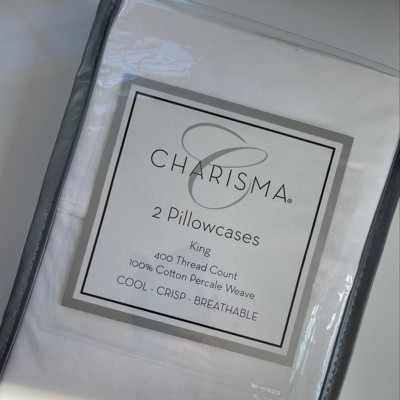 CHARISMA®
2 Pillowcases
King
400 Thread Count
100% Cotton Percale Weave
COOL - CRISP - BREATHABLE